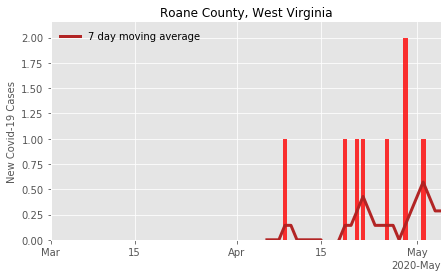 Roane County, West Virginia
7 day moving average
New Covid-19 Cases
2.00
1.75
1.50
1.25
1.00
0.75
0.50
0.25
0.00
Mar
15
Apr
15
May
2020-May